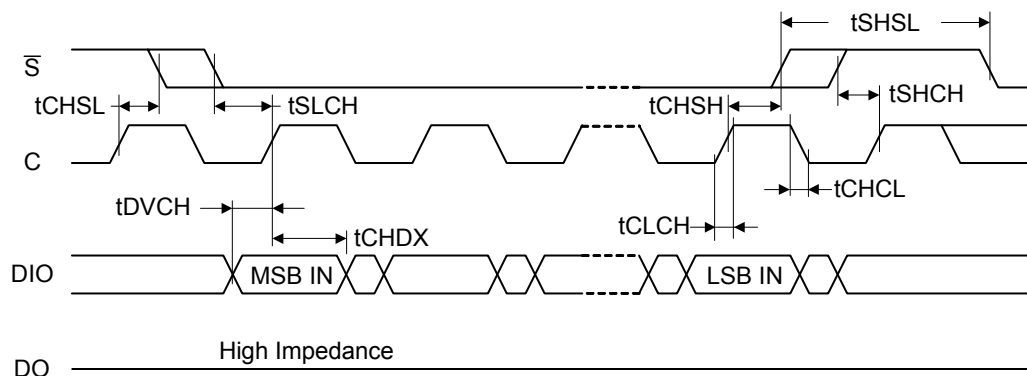 tSHSL
S̅
tCHSL
tSLCH
tCHSH
tSHCH
C
tDVCH
tCHCL
tCLCH
tCHDX
DIO
MSB IN
LSB IN
High Impedance
DO